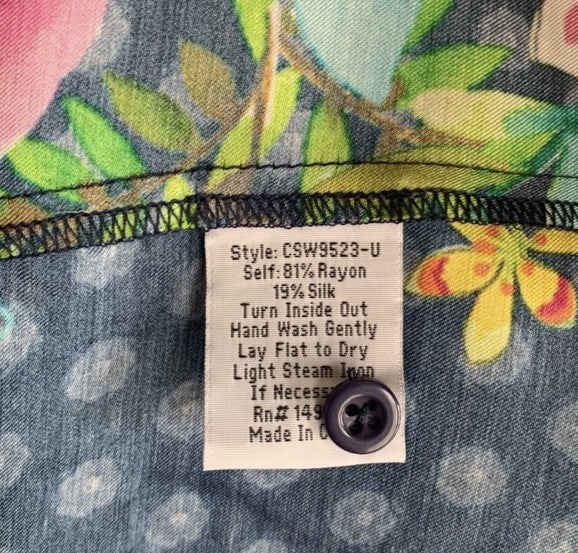 Style: CSW9523-U
Self: 81% Rayon
19% Silk
Turn Inside Out
Hand Wash Gently
Lay Flat to Dry
Light Steam Iron
If
Rn#
Made In